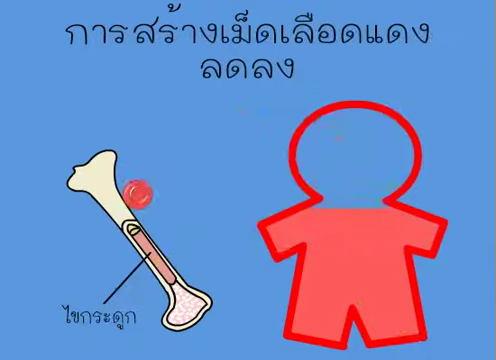 การสร้างเม็ดเลือดแดง
ลดลง
ไขกระดูก